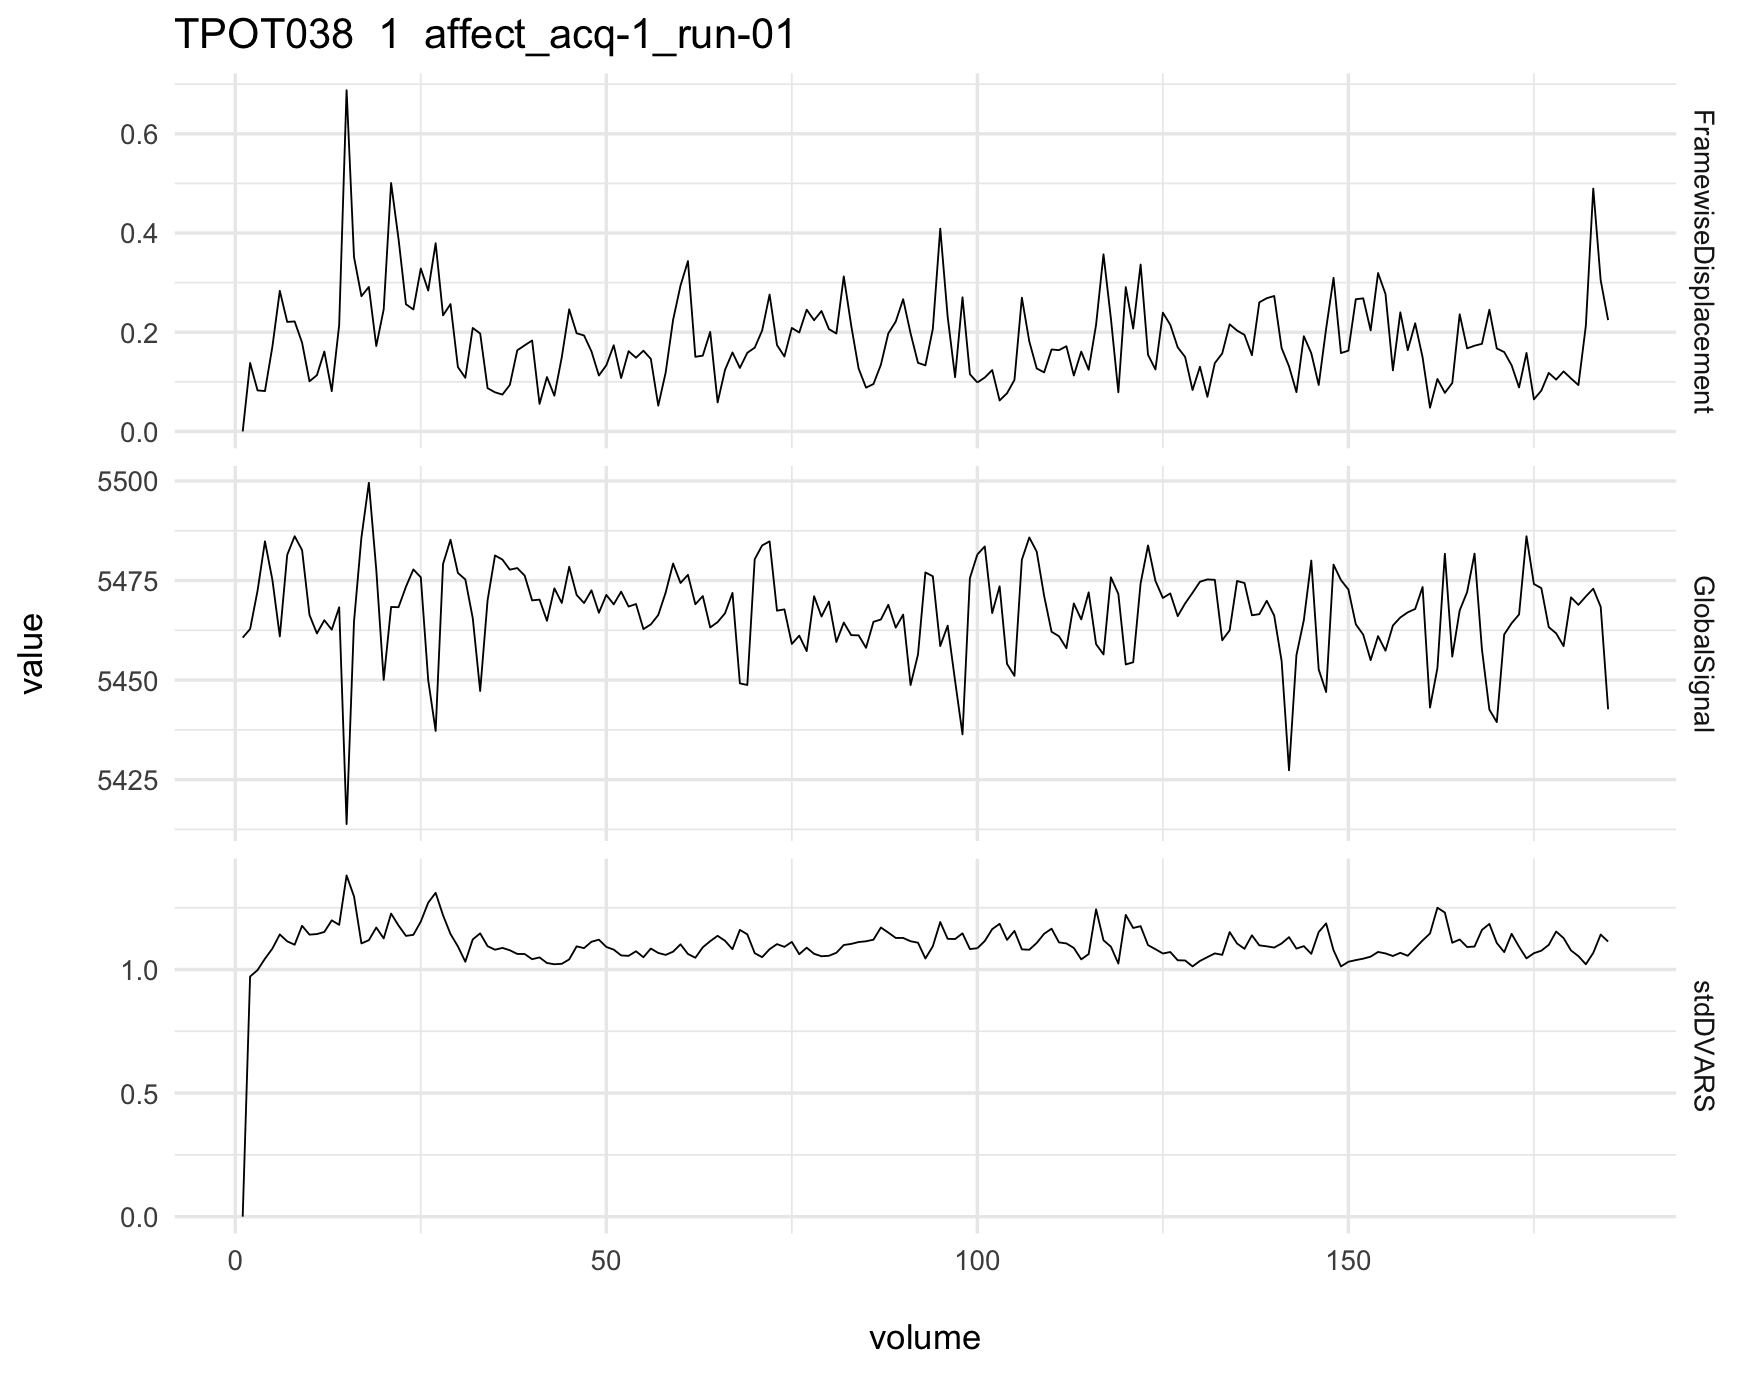 TPOT038 1 affect_acq-1_run-01
0.6
0.4
0.2
0.0
FramewiseDisplacement
5500
5475
5450
5425
GlobalSignal
1.0
0.5
0.0
stdDVARS
value
0 50 100 150
volume